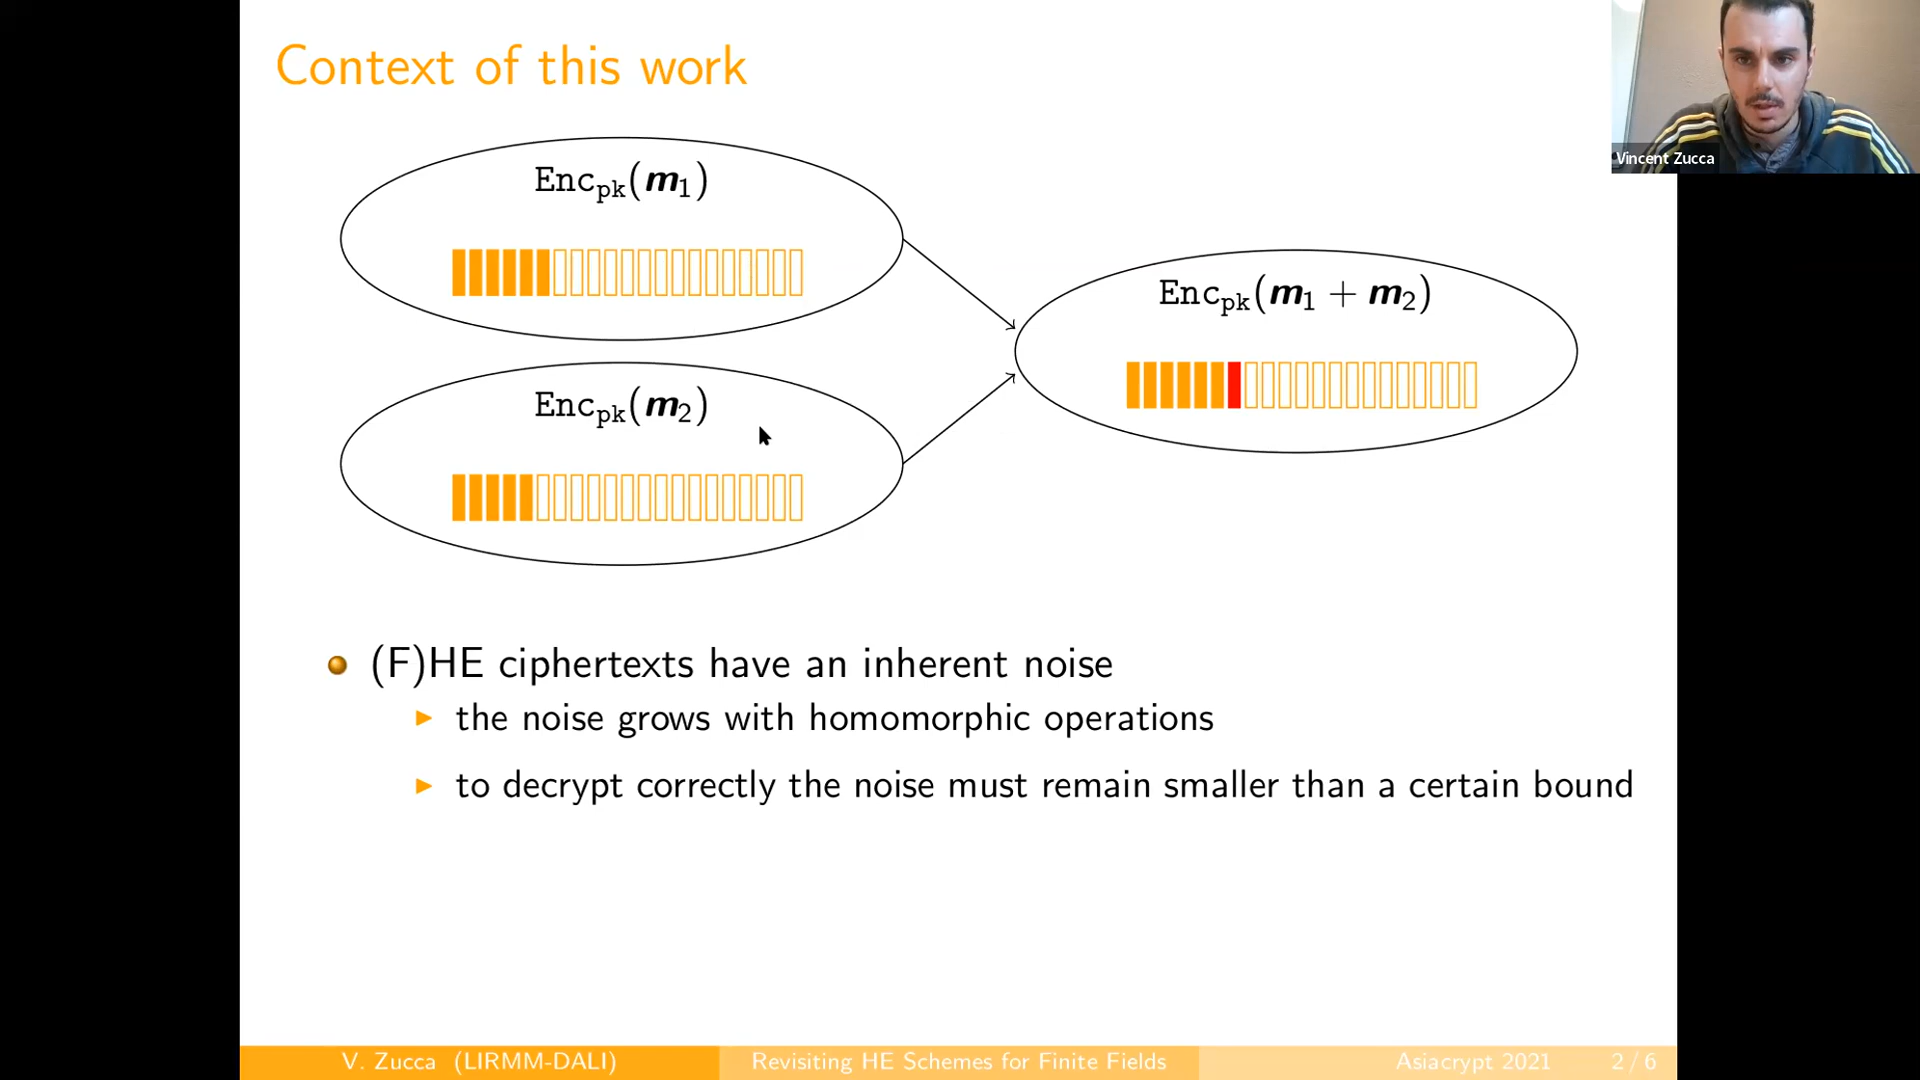 Context of this work
Enc_pk(m_1)
Enc_pk(m_2)
Enc_pk(m_1 + m_2)
(F)HE ciphertexts have an inherent noise
the noise grows with homomorphic operations
to decrypt correctly the noise must remain smaller than a certain bound
Vincent Zucca
V. Zucca (LIRMM-DALI) Revisiting HE Schemes for Finite Fields Asiacrypt 2021 2 / 6